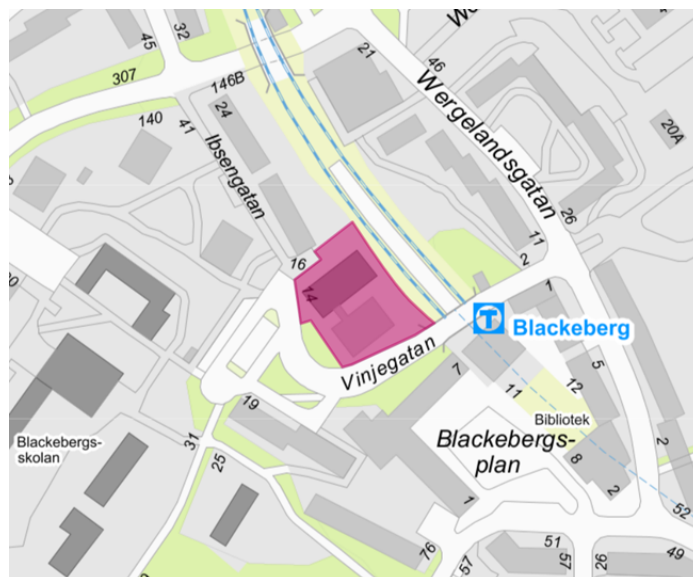 32
45
21
46
307
146B
Wergelandsgatan
24
140
41
20A
Ibsengatan
26
11
16
2
14
1
T
Blackeberg
Vinjegatan
7
5
12
11
19
Bibliotek
Blackebergs-
plan
Blackebergs-
skolan
31
25
8
2
2
1
52
76
57
51
57
26
49